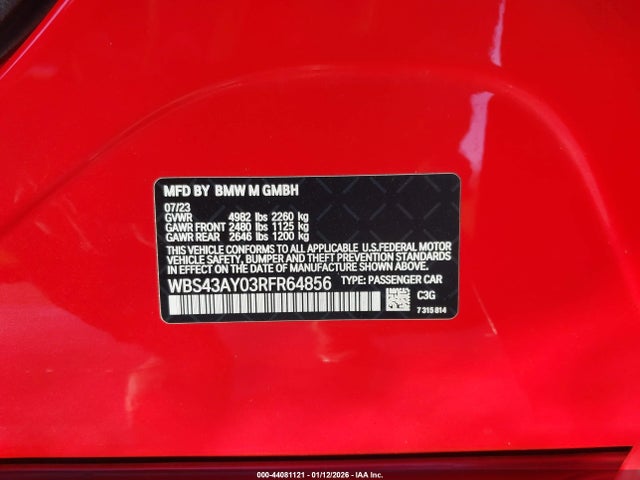 MFD BY BMW M GMBH
07/23
GVWR 4982 lbs 2260 kg
GAWR FRONT 2480 lbs 1125 kg
GAWR REAR 2646 lbs 1200 kg
THIS VEHICLE CONFORMS TO ALL APPLICABLE U.S.FEDERAL MOTOR
VEHICLE SAFETY, BUMPER AND THEFT PREVENTION STANDARDS IN
EFFECT ON THE DATE OF MANUFACTURE SHOWN ABOVE.
WBS43AY03RFR64856 TYPE: PASSENGER CAR
C3G
7 315 814
000-44081121 - 01/12/2026 - IAA Inc.